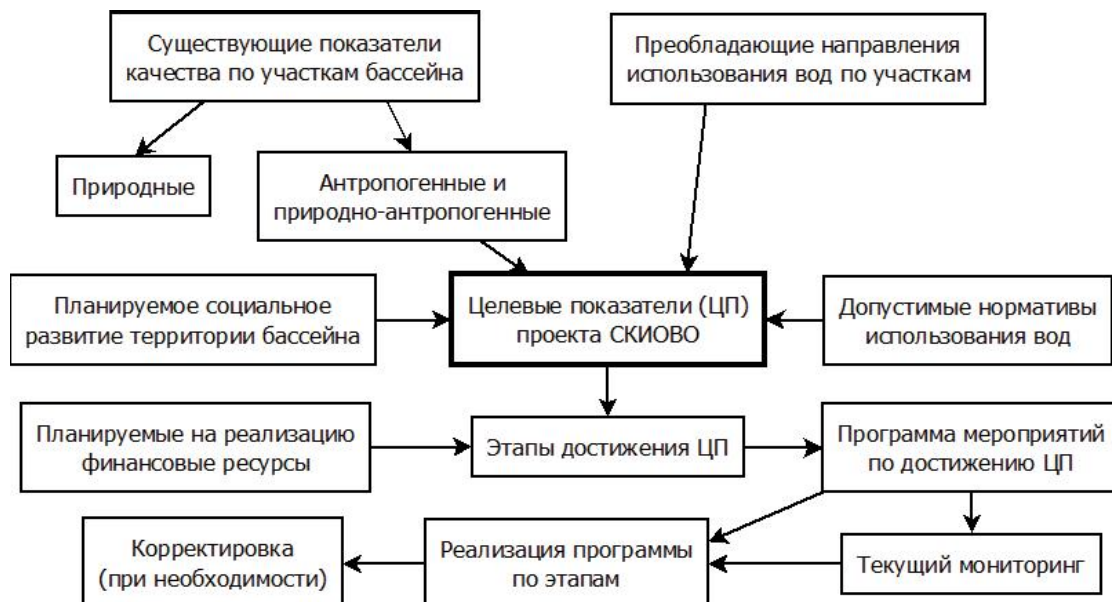 Существующие показатели
качества по участкам бассейна
Преобладающие направления
использования вод по участкам
Природные
Антропогенные и
природно-антропогенные
Планируемое социальное
развитие территории бассейна
Целевые показатели (ЦП)
проекта СКИОВО
Допустимые нормативы
использования вод
Планируемые на реализацию
финансовые ресурсы
Этапы достижения ЦП
Программа мероприятий
по достижению ЦП
Корректировка
(при необходимости)
Реализация программы
по этапам
Текущий мониторинг